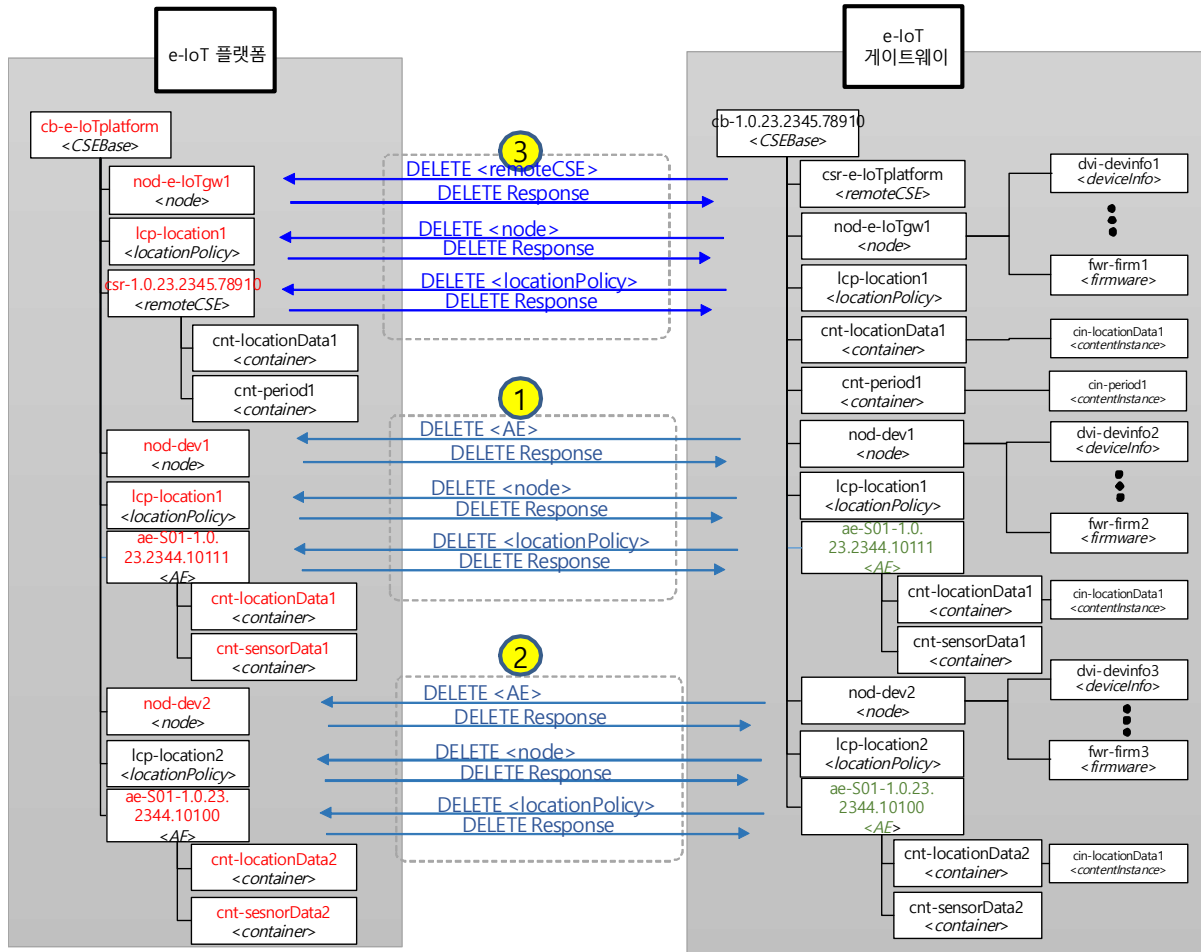 e-IoT 플랫폼
cb-e-IoTplatform
<CSEBase>
nod-e-IoTgw1
<node>
lcp-location1
<locationPolicy>
csr-1.0.23.2345.78910
<remoteCSE>
cnt-locationData1
<container>
cnt-period1
<container>
nod-dev1
<node>
lcp-location1
<locationPolicy>
ae-S01-1.0.
23.2344.10111
<AE>
cnt-locationData1
<container>
cnt-sensorData1
<container>
nod-dev2
<node>
lcp-location2
<locationPolicy>
ae-S01-1.0.23.
2344.10100
<AE>
cnt-locationData2
<container>
cnt-sesnorData2
<container>
3
DELETE <remoteCSE>
DELETE Response
DELETE <node>
DELETE Response
DELETE <locationPolicy>
DELETE Response
1
DELETE <AE>
DELETE Response
DELETE <node>
DELETE Response
DELETE <locationPolicy>
DELETE Response
2
DELETE <AE>
DELETE Response
DELETE <node>
DELETE Response
DELETE <locationPolicy>
DELETE Response
e-IoT
게이트웨이
cb-1.0.23.2345.78910
<CSEBase>
csr-e-IoTplatform
<remoteCSE>
nod-e-IoTgw1
<node>
lcp-location1
<locationPolicy>
cnt-locationData1
<container>
cnt-period1
<container>
nod-dev1
<node>
lcp-location1
<locationPolicy>
ae-S01-1.0.
23.2344.10111
<AE>
cnt-locationData1
<container>
cnt-sensorData1
<container>
nod-dev2
<node>
lcp-location2
<locationPolicy>
ae-S01-1.0.23.
2344.10100
<AE>
cnt-locationData2
<container>
cnt-sensorData2
<container>
dvi-devinfo1
<deviceInfo>
fwr-firm1
<firmware>
cin-locationData1
<contentInstance>
cin-period1
<contentInstance>
dvi-devinfo2
<deviceInfo>
fwr-firm2
<firmware>
cin-locationData1
<contentInstance>
dvi-devinfo3
<deviceInfo>
fwr-firm3
<firmware>
cin-locationData1
<contentInstance>